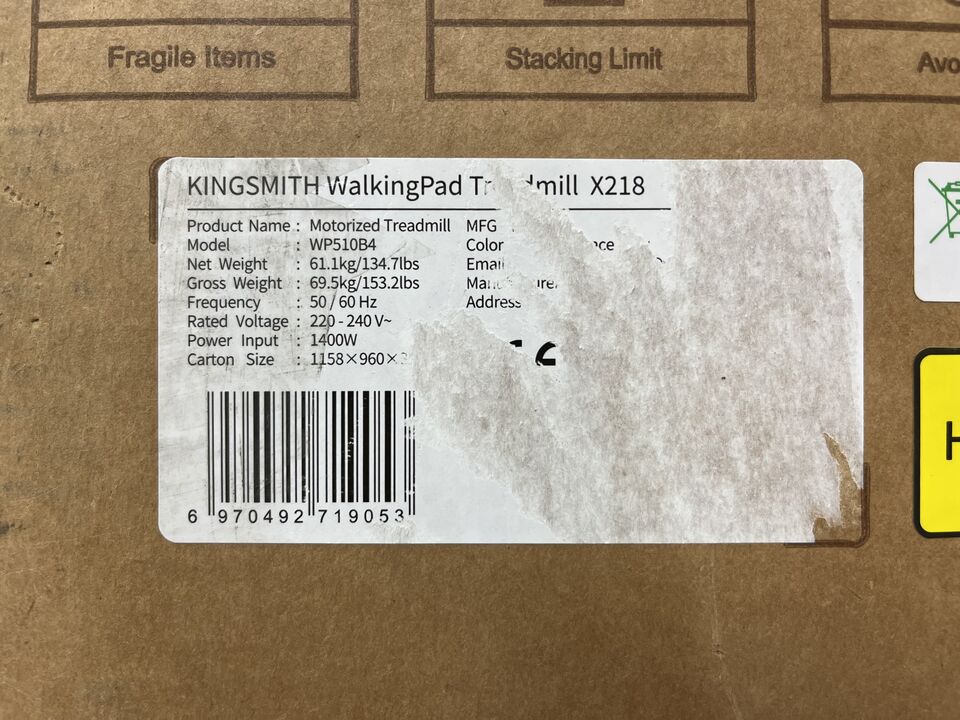 Fragile Items
Stacking Limit
KINGSMITH WalkingPad X218
Product Name : Motorized Treadmill
Model : WP510B4
Net Weight : 61.1kg/134.7lbs
Gross Weight : 69.5kg/153.2lbs
Frequency : 50 / 60 Hz
Rated Voltage : 220 - 240 V~
Power Input : 1400W
Carton Size : 1158×960×
MFG
Color
Email
Address
6 970492 719053